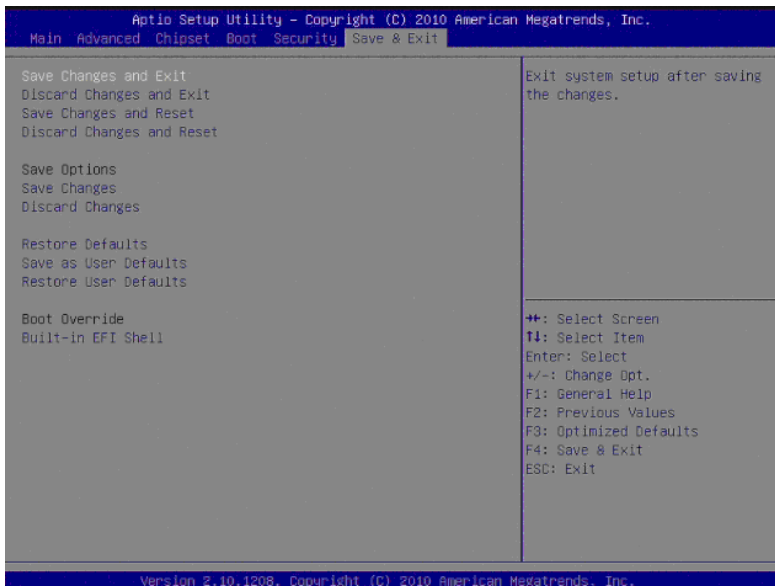 Aptio Setup Utility – Copyright (C) 2010 American Megatrends, Inc.
Main Advanced Chipset Boot Security Save & Exit
Save Changes and Exit
Discard Changes and Exit
Save Changes and Reset
Discard Changes and Reset
Save Options
Save Changes
Discard Changes
Restore Defaults
Save as User Defaults
Restore User Defaults
Boot Override
Built-in EFI Shell
Exit system setup after saving
the changes.
→←: Select Screen
↑↓: Select Item
Enter: Select
+/-: Change Opt.
F1: General Help
F2: Previous Values
F3: Optimized Defaults
F4: Save & Exit
ESC: Exit
Version 2.10.1208. Copyright (C) 2010 American Megatrends, Inc.